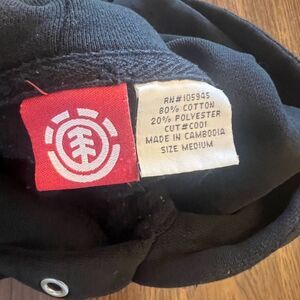 RN#105945
80% COTTON
20% POLYESTER
CUT#C001
MADE IN CAMBODIA
SIZE MEDIUM